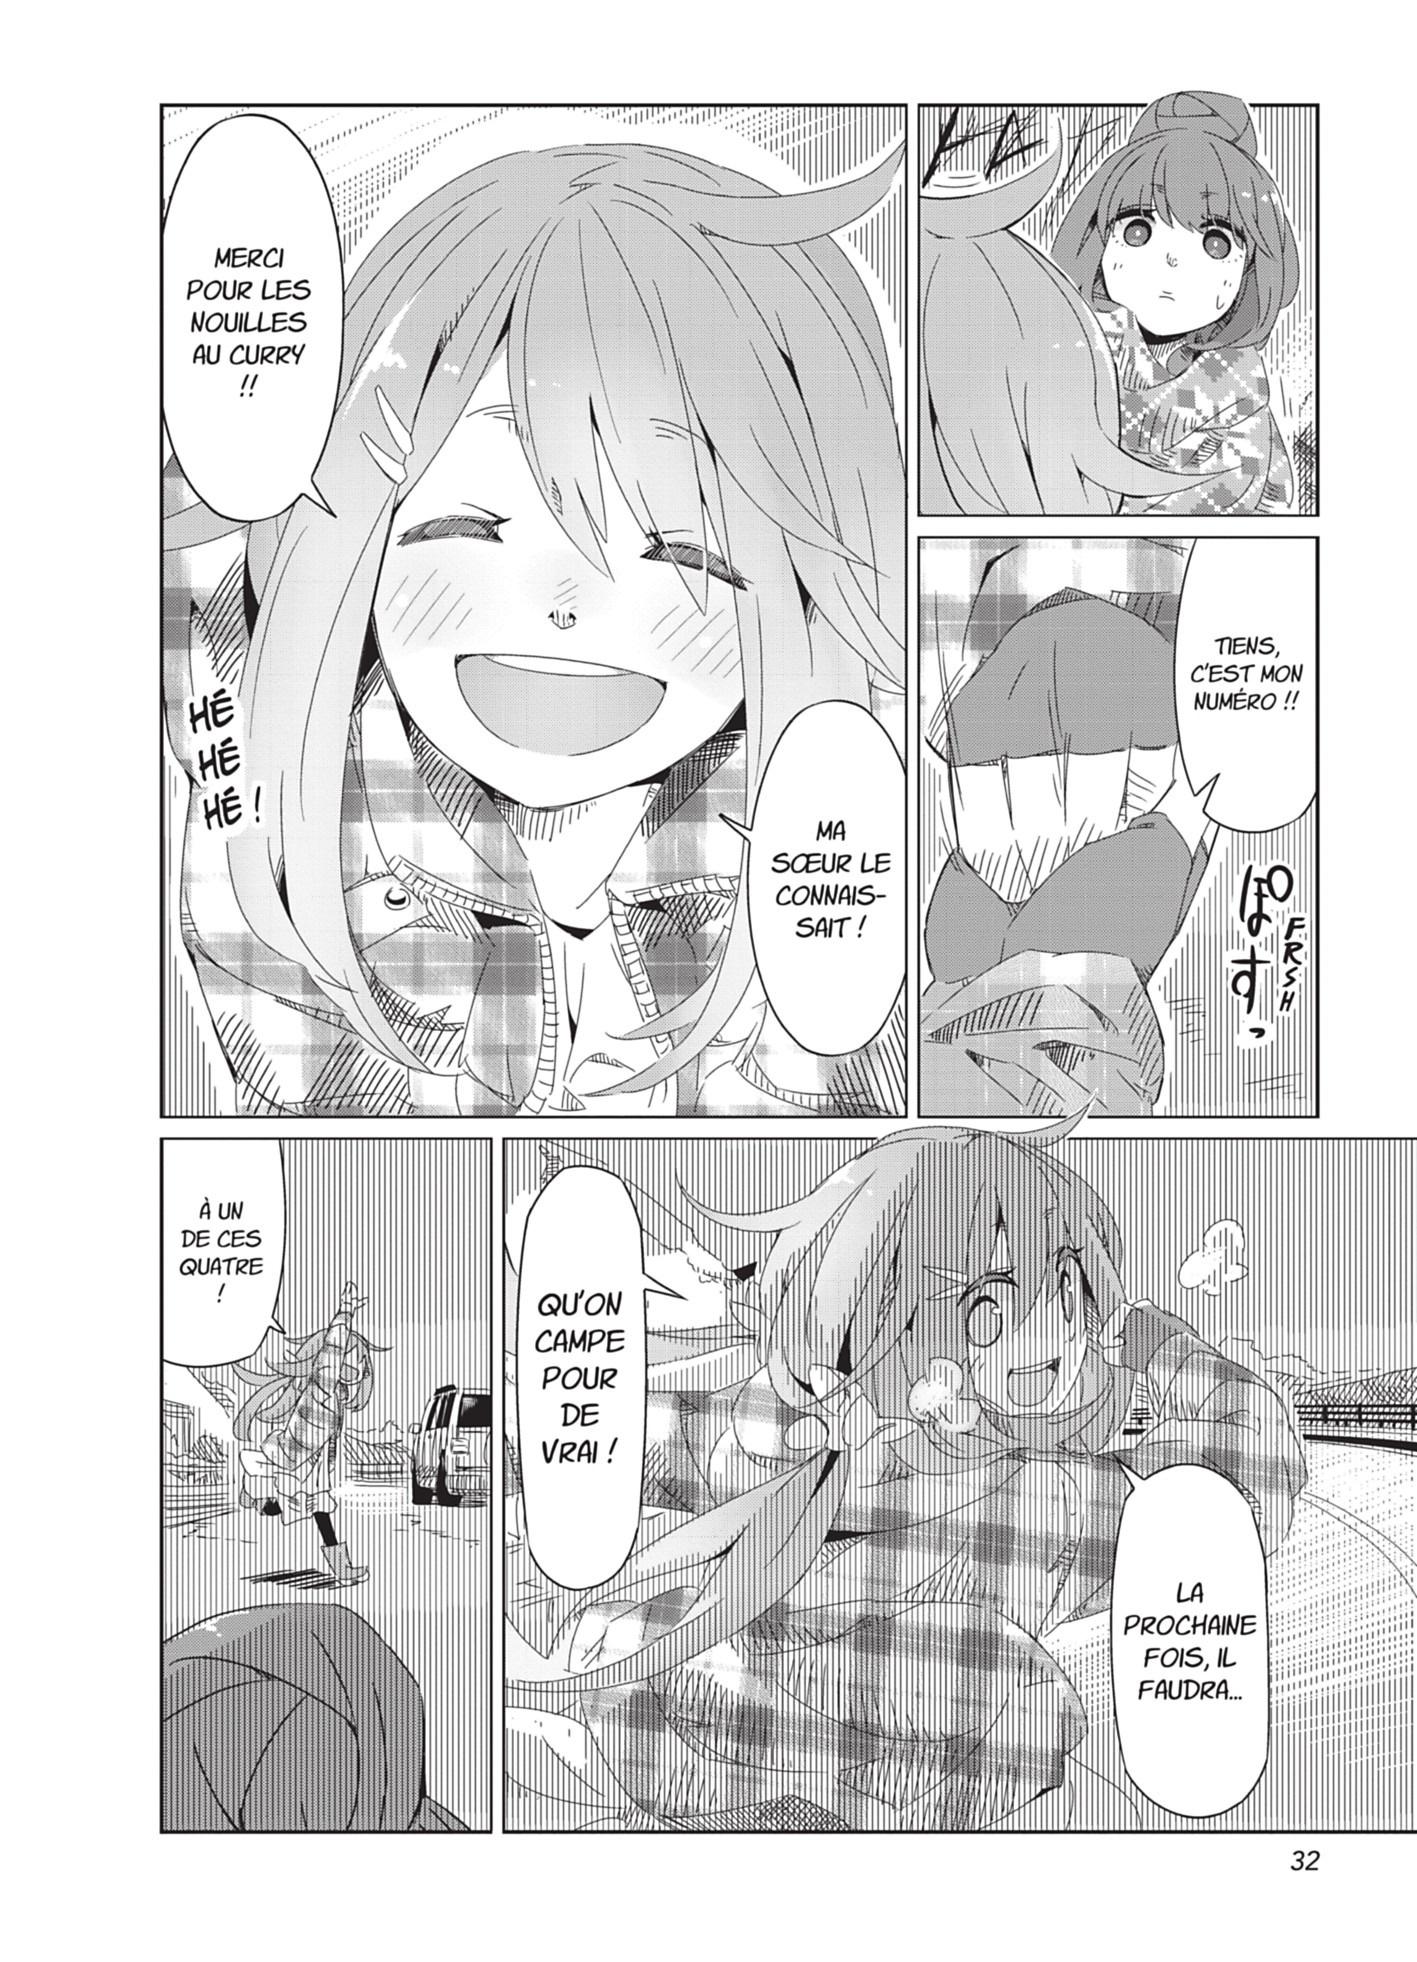 TIENS,
C'EST MON
NUMÉRO !!
ぽすっ
FRSH
MERCI
POUR LES
NOUILLES
AU CURRY
!!
MA
SŒUR LE
CONNAIS-
SAIT !
HÉ
HÉ
HÉ !
LA
PROCHAINE
FOIS, IL
FAUDRA...
QU'ON
CAMPE
POUR
DE
VRAI !
À UN
DE CES
QUATRE
!
32